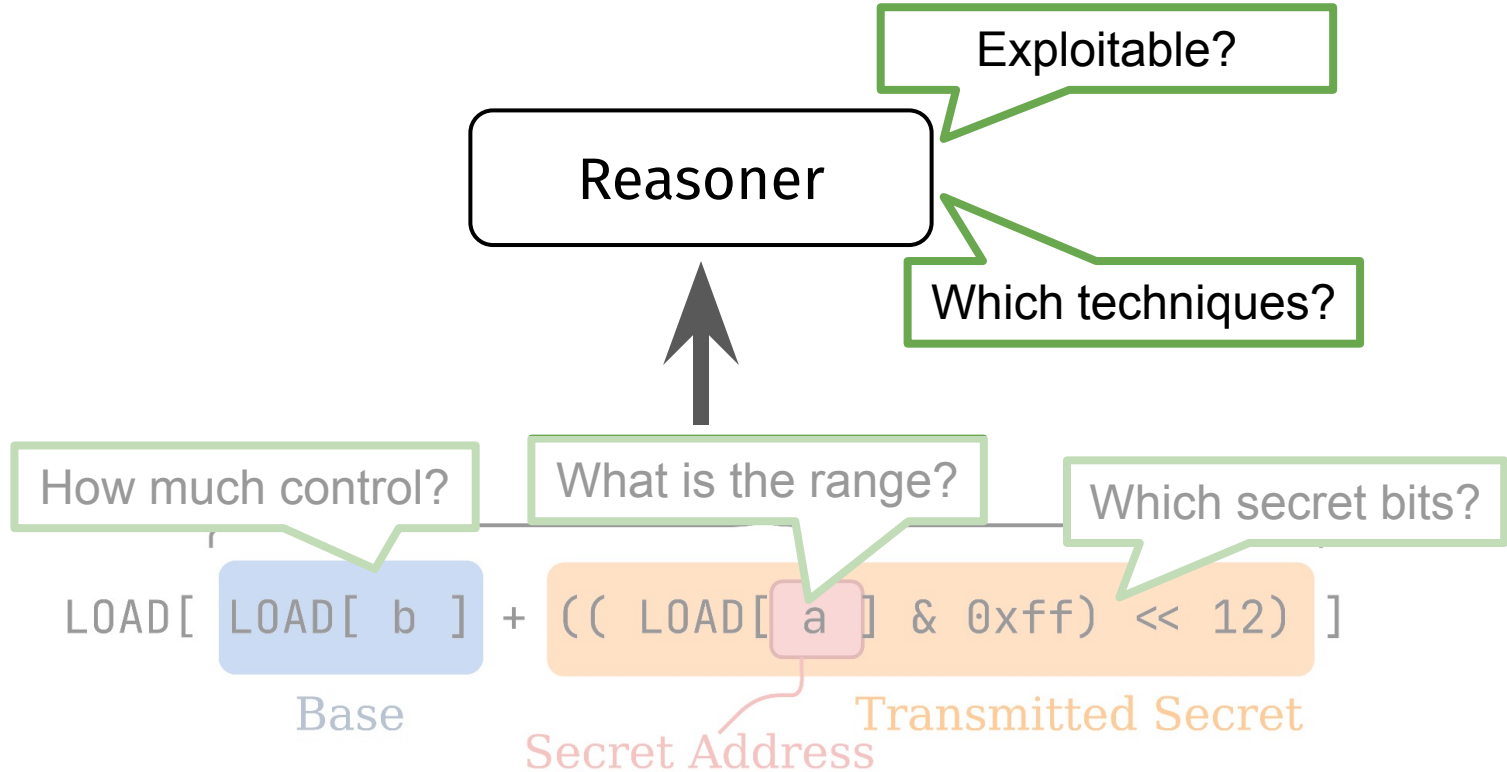 Exploitable?
Reasoner
Which techniques?
How much control?
What is the range?
Which secret bits?
LOAD[ LOAD[ b ] + (( LOAD[ a ] & 0xff) << 12) ]
Base
Transmitted Secret
Secret Address